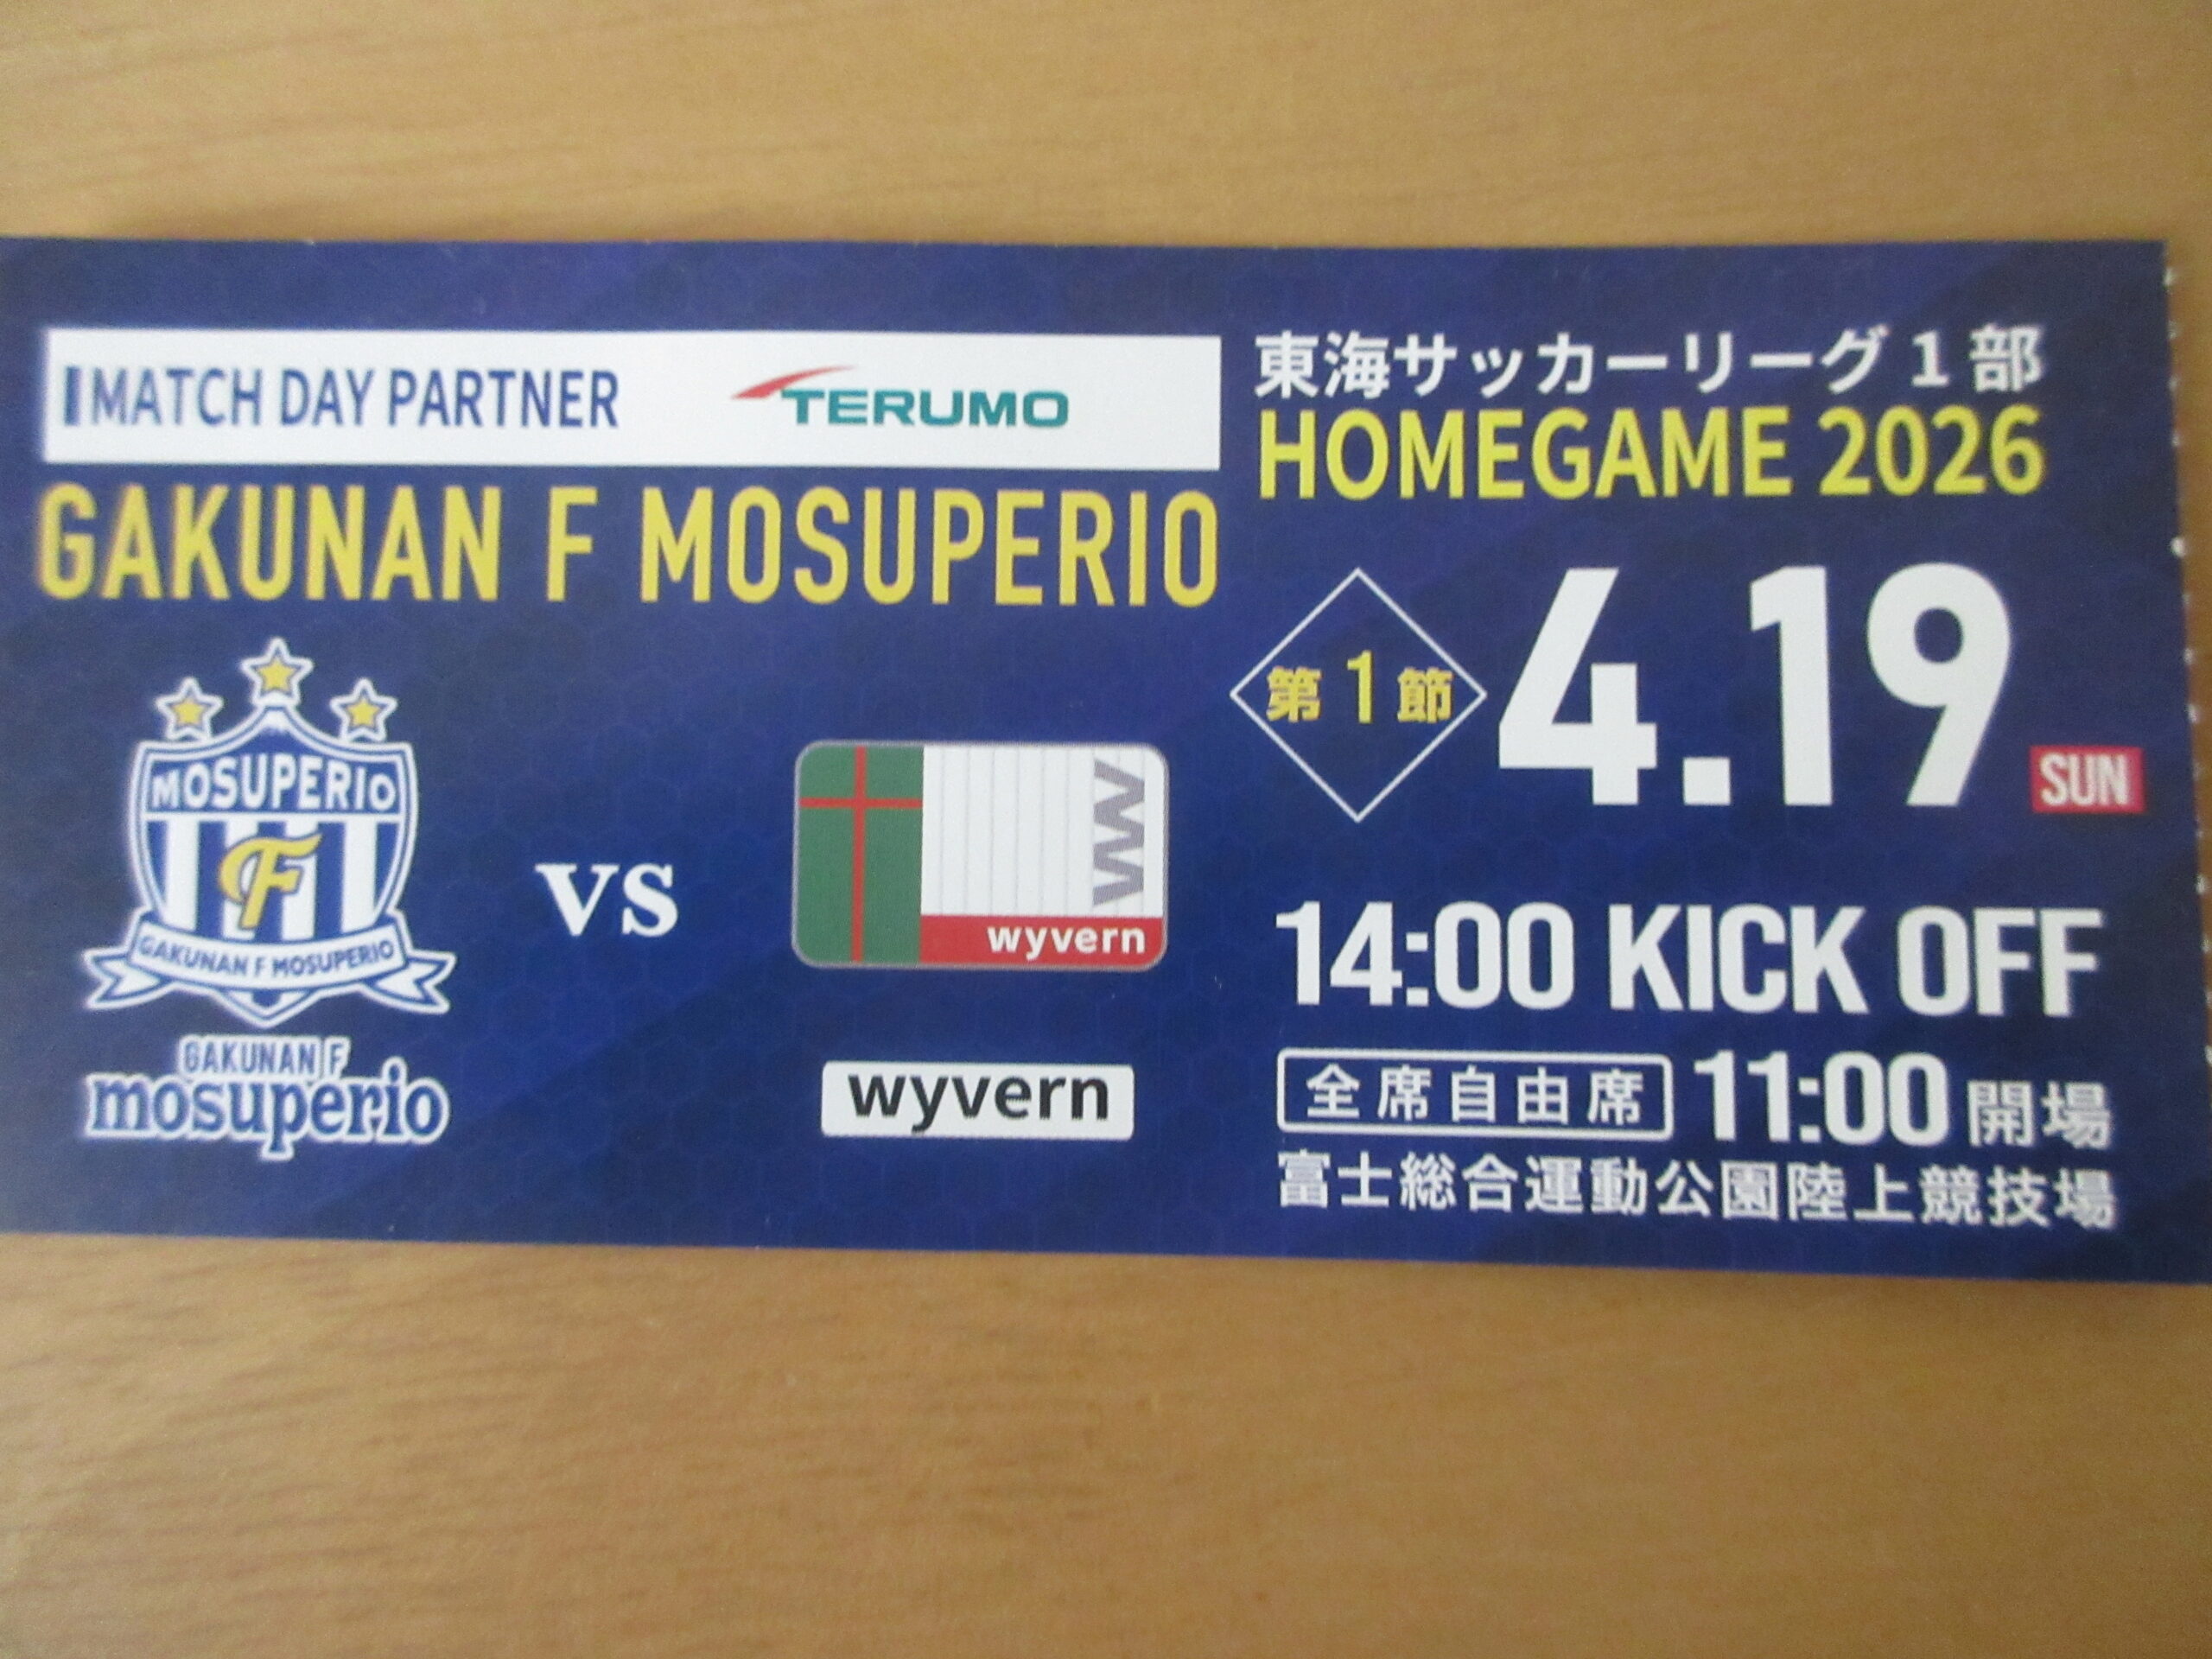 MATCH DAY PARTNER TERUMO
GAKUNAN F MOSUPERIO
MOSUPERIO
F
GAKUNAN F MOSUPERIO
GAKUNAN F
mosuperio
vs
W
wyvern
wyvern
東海サッカーリーグ1部
HOMEGAME 2026
第1節
4.19
SUN
14:00 KICK OFF
全席自由席 11:00 開場
富士総合運動公園陸上競技場